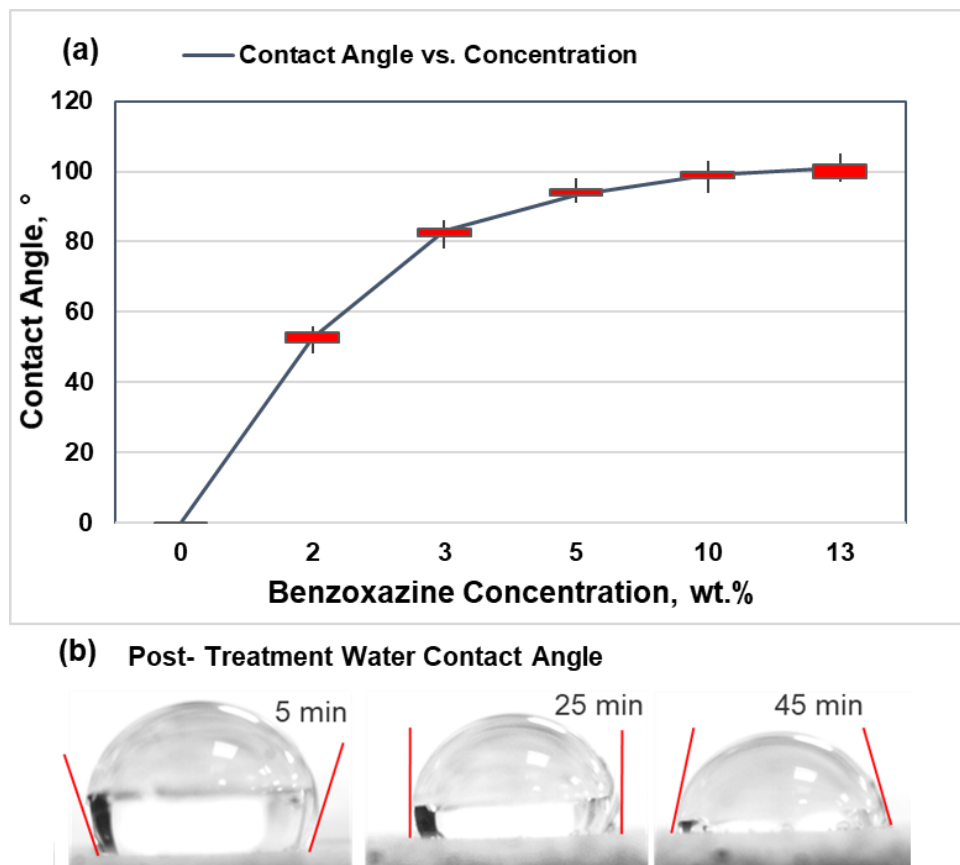 (a) Contact Angle vs. Concentration
120
100
80
60
40
20
0
Contact Angle, °
0 2 3 5 10 13
Benzoxazine Concentration, wt.%
(b) Post- Treatment Water Contact Angle
5 min 25 min 45 min